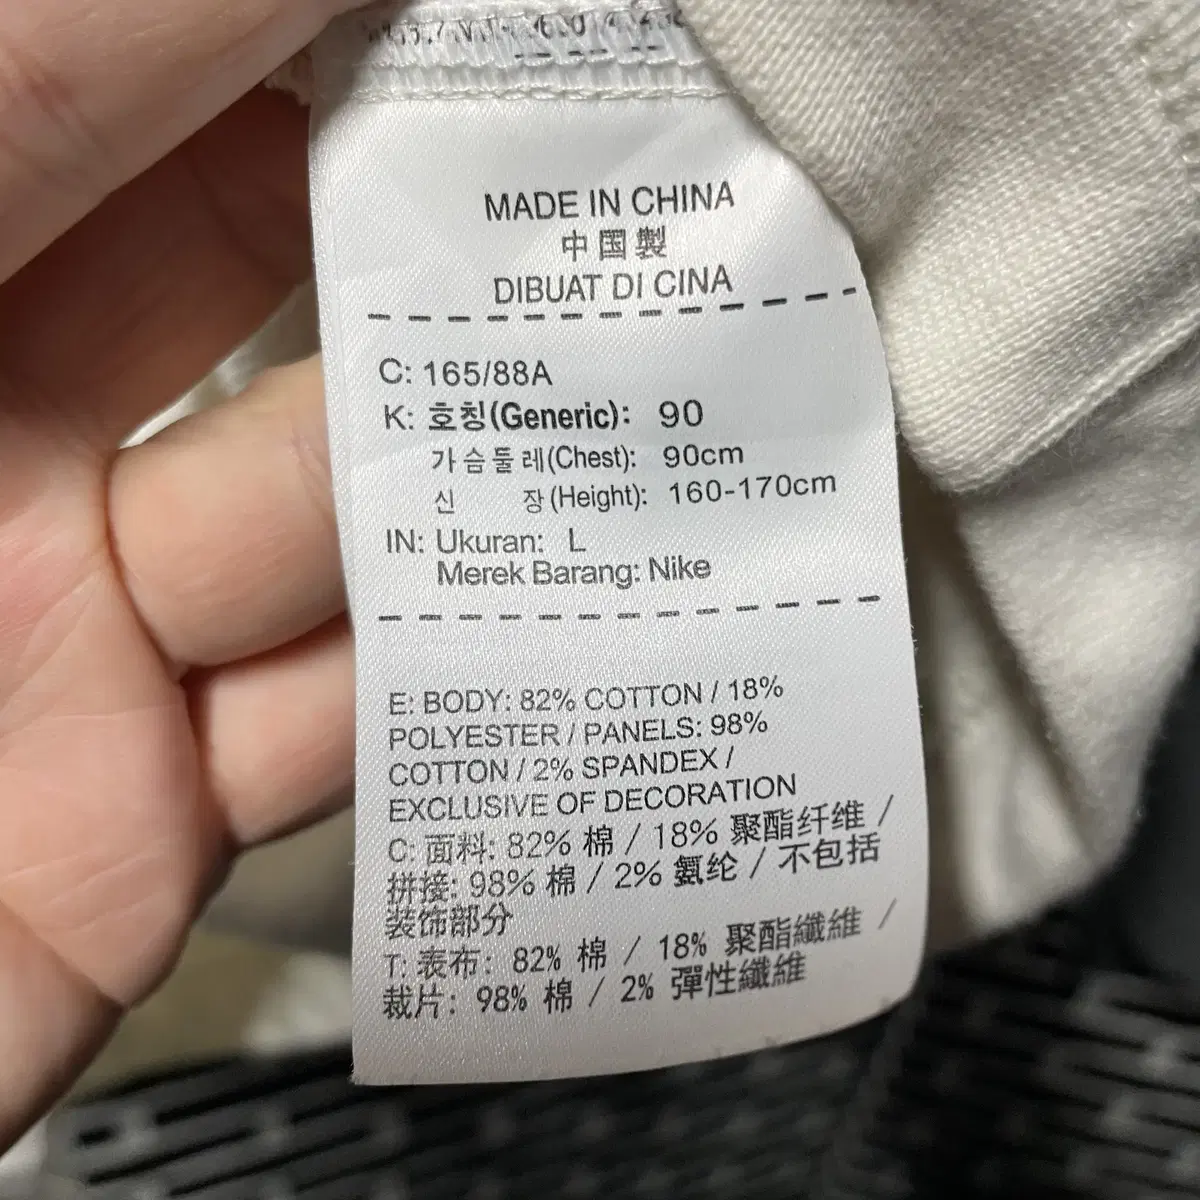 MADE IN CHINA
中国製
DIBUAT DI CINA
C: 165/88A
K: 호칭(Generic): 90
가슴둘레(Chest): 90cm
신 장(Height): 160-170cm
IN: Ukuran: L
Merek Barang: Nike
E: BODY: 82% COTTON / 18%
POLYESTER / PANELS: 98%
COTTON / 2% SPANDEX /
EXCLUSIVE OF DECORATION
C: 面料: 82% 棉 / 18% 聚酯纤维 /
拼接: 98% 棉 / 2% 氨纶 / 不包括
装饰部分
T: 表布: 82% 棉 / 18% 聚酯纖維 /
裁片: 98% 棉 / 2% 彈性纖維